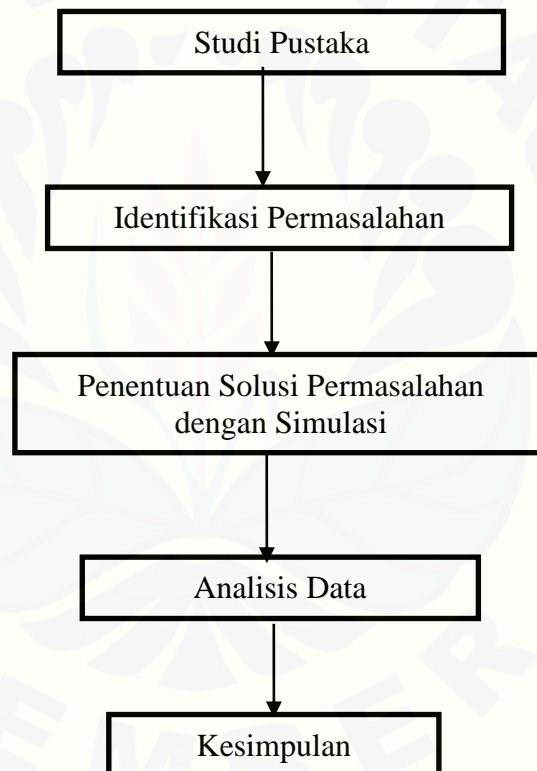 Studi Pustaka
Identifikasi Permasalahan
Penentuan Solusi Permasalahan
dengan Simulasi
Analisis Data
Kesimpulan